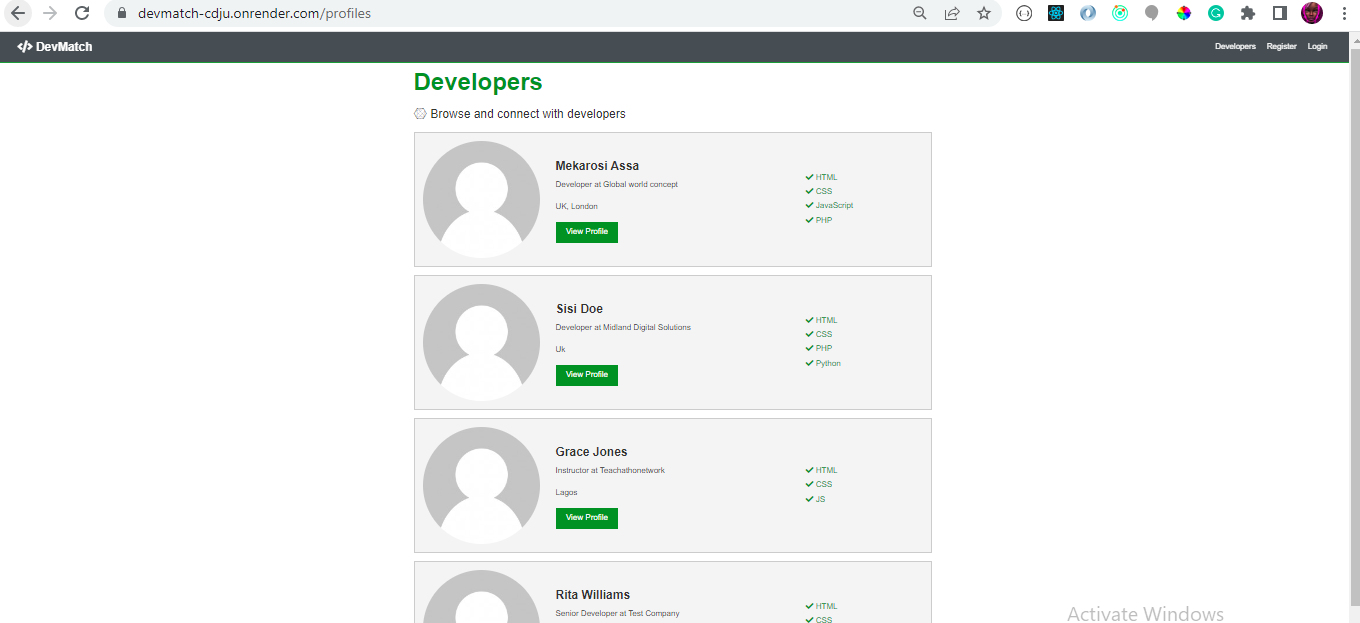 devmatch-cdju.onrender.com/profiles
DevMatch
Developers Register Login
Developers
Browse and connect with developers
Mekarosi Assa
Developer at Global world concept
UK, London
View Profile
HTML
CSS
JavaScript
PHP
Sisi Doe
Developer at Midland Digital Solutions
Uk
View Profile
HTML
CSS
PHP
Python
Grace Jones
Instructor at Teachathonetwork
Lagos
View Profile
HTML
CSS
JS
Rita Williams
Senior Developer at Test Company
HTML
CSS
Activate Windows